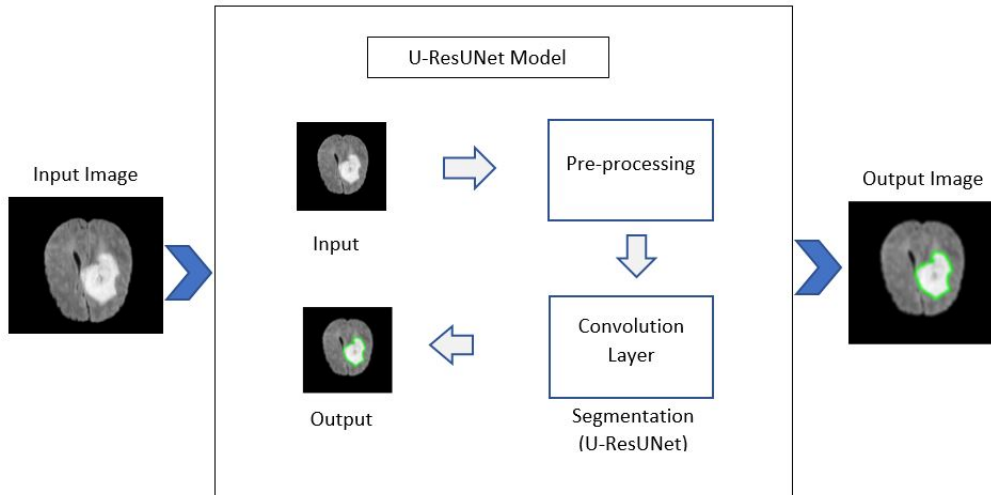 U-ResUNet Model
Input Image
Input
Pre-processing
Output Image
Convolution
Layer
Output
Segmentation
(U-ResUNet)